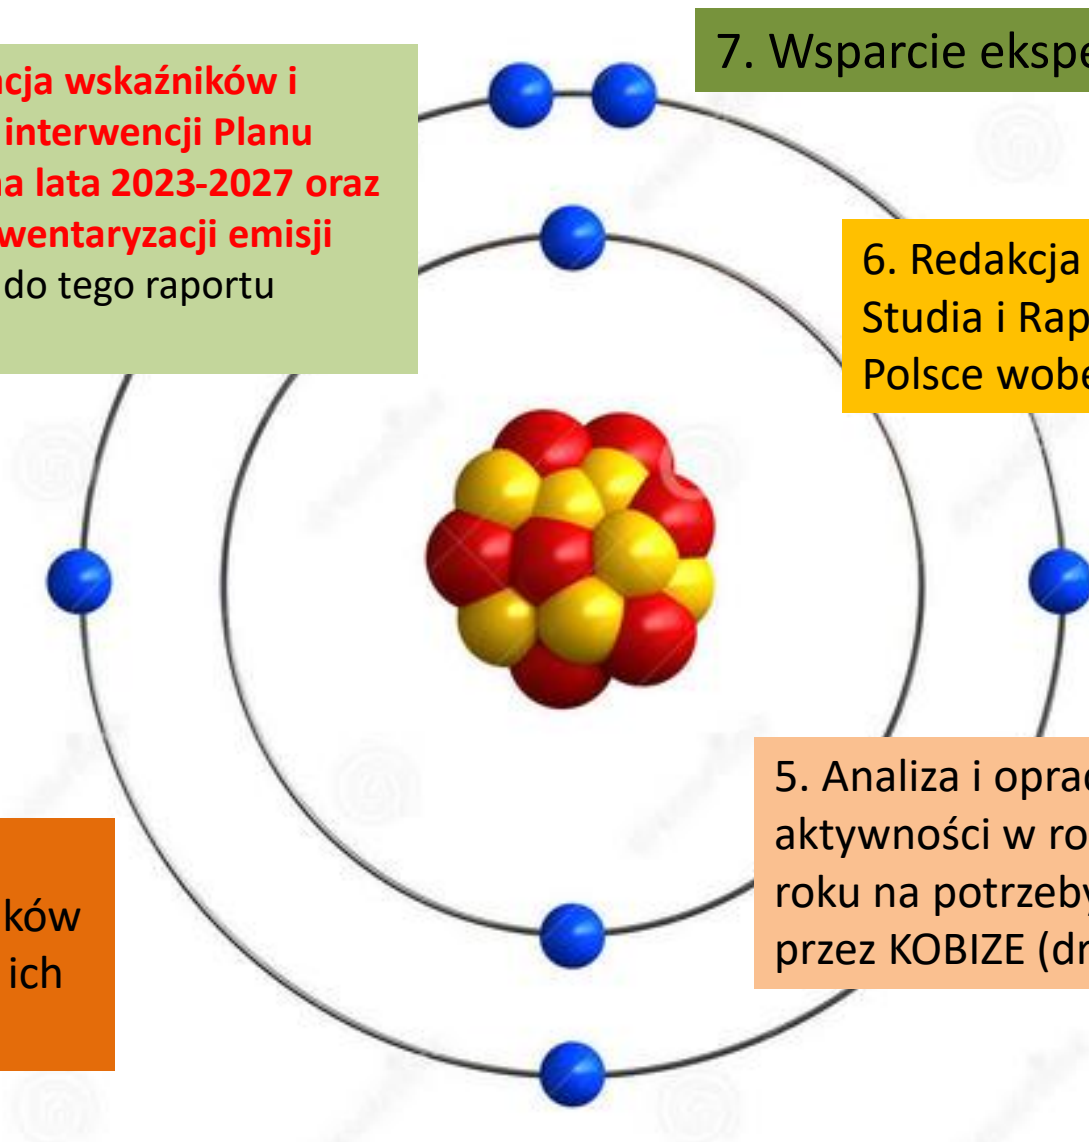 7. Wsparcie ekspe
cja wskaźników i
interwencji Planu
na lata 2023-2027 oraz
wentaryzacji emisji
do tego raportu
6. Redakcja
Studia i Rap
Polsce wobe
5. Analiza i oprac
aktywności w ro
roku na potrzeby
przez KOBIZE (dr
ków
ich